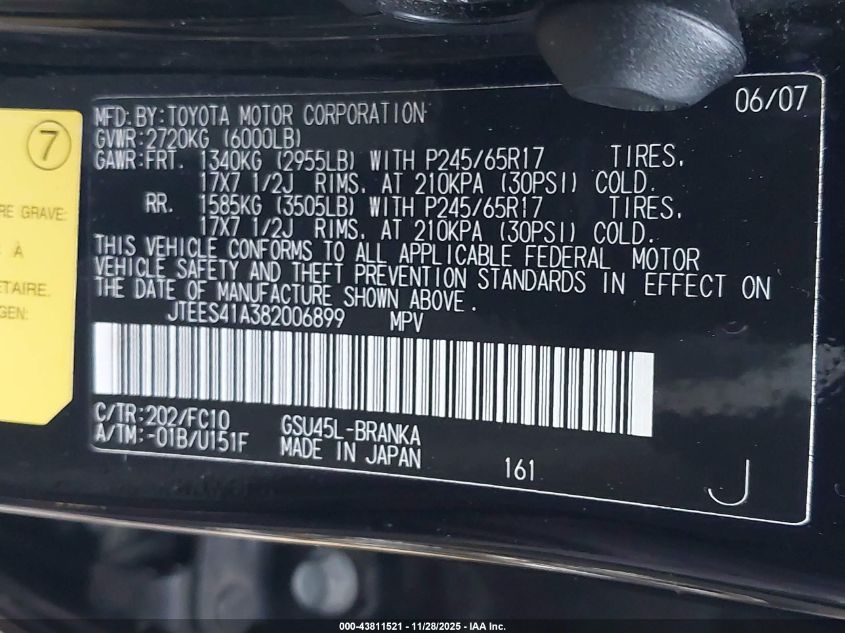 7
RE GRAVE:
À
ÉTAIRE.
GEN:
06/07
MFD.BY:TOYOTA MOTOR CORPORATION
GVWR:2720KG (6000LB)
GAWR:FRT. 1340KG (2955LB) WITH P245/65R17 TIRES,
17X7 1/2J RIMS, AT 210KPA (30PSI) COLD.
RR. 1585KG (3505LB) WITH P245/65R17 TIRES,
17X7 1/2J RIMS, AT 210KPA (30PSI) COLD.
THIS VEHICLE CONFORMS TO ALL APPLICABLE FEDERAL MOTOR
VEHICLE SAFETY AND THEFT PREVENTION STANDARDS IN EFFECT ON
THE DATE OF MANUFACTURE SHOWN ABOVE.
JTEES41A382006899 MPV
C/TR:202/FC10 GSU45L-BRANKA
A/TM:-01B/U151F MADE IN JAPAN
161
J
000-43811521 - 11/28/2025 - IAA Inc.